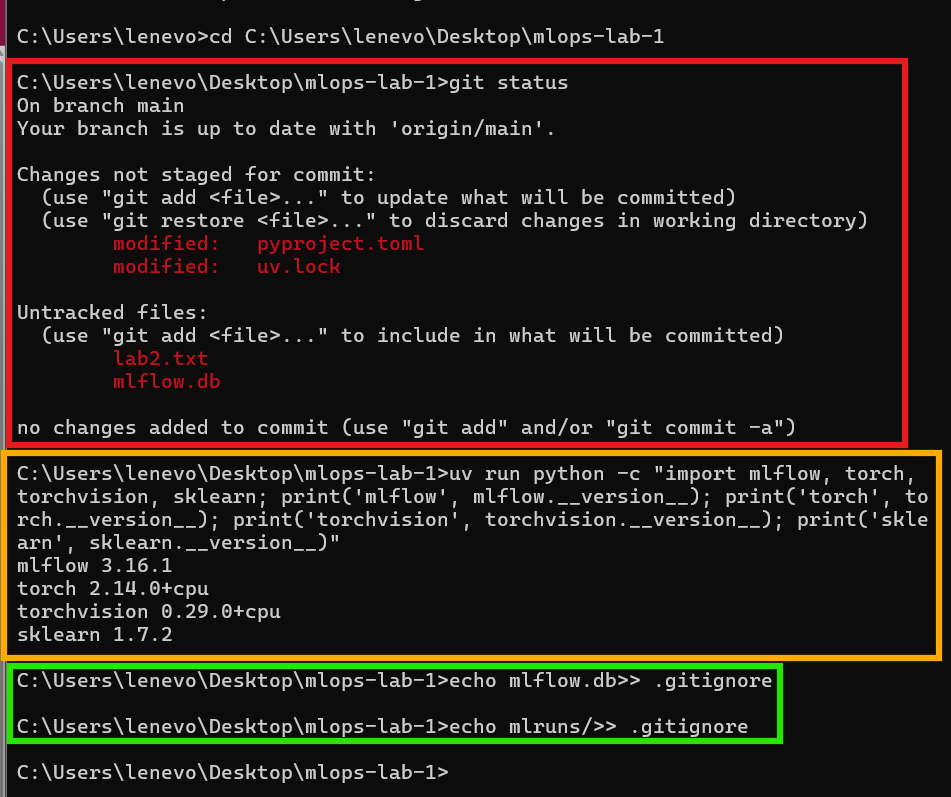 C:\Users\lenevo>cd C:\Users\lenevo\Desktop\mlops-lab-1
C:\Users\lenevo\Desktop\mlops-lab-1>git status
On branch main
Your branch is up to date with 'origin/main'.
Changes not staged for commit:
  (use "git add <file>..." to update what will be committed)
  (use "git restore <file>..." to discard changes in working directory)
        modified:   pyproject.toml
        modified:   uv.lock
Untracked files:
  (use "git add <file>..." to include in what will be committed)
        lab2.txt
        mlflow.db
no changes added to commit (use "git add" and/or "git commit -a")
C:\Users\lenevo\Desktop\mlops-lab-1>uv run python -c "import mlflow, torch,
torchvision, sklearn; print('mlflow', mlflow.__version__); print('torch', to
rch.__version__); print('torchvision', torchvision.__version__); print('skle
arn', sklearn.__version__)"
mlflow 3.16.1
torch 2.14.0+cpu
torchvision 0.29.0+cpu
sklearn 1.7.2
C:\Users\lenevo\Desktop\mlops-lab-1>echo mlflow.db>> .gitignore
C:\Users\lenevo\Desktop\mlops-lab-1>echo mlruns/>> .gitignore
C:\Users\lenevo\Desktop\mlops-lab-1>